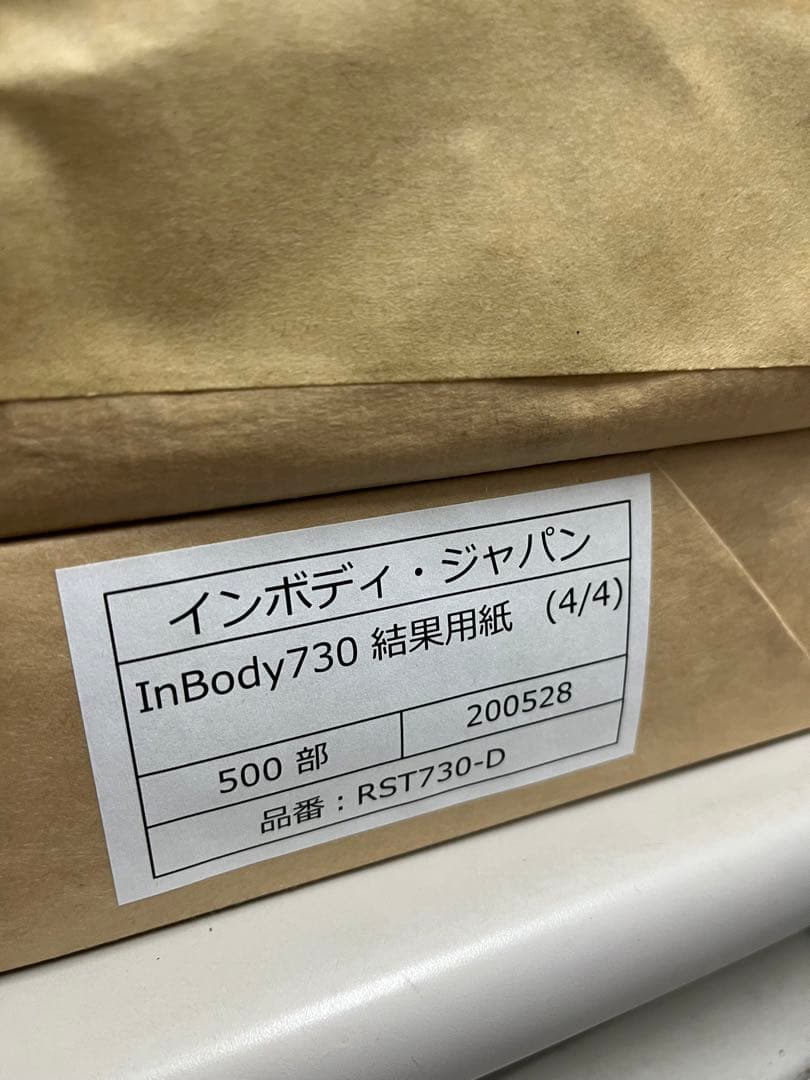 インボディ・ジャパン
InBody730 結果用紙 (4/4)
500 部 200528
品番：RST730-D